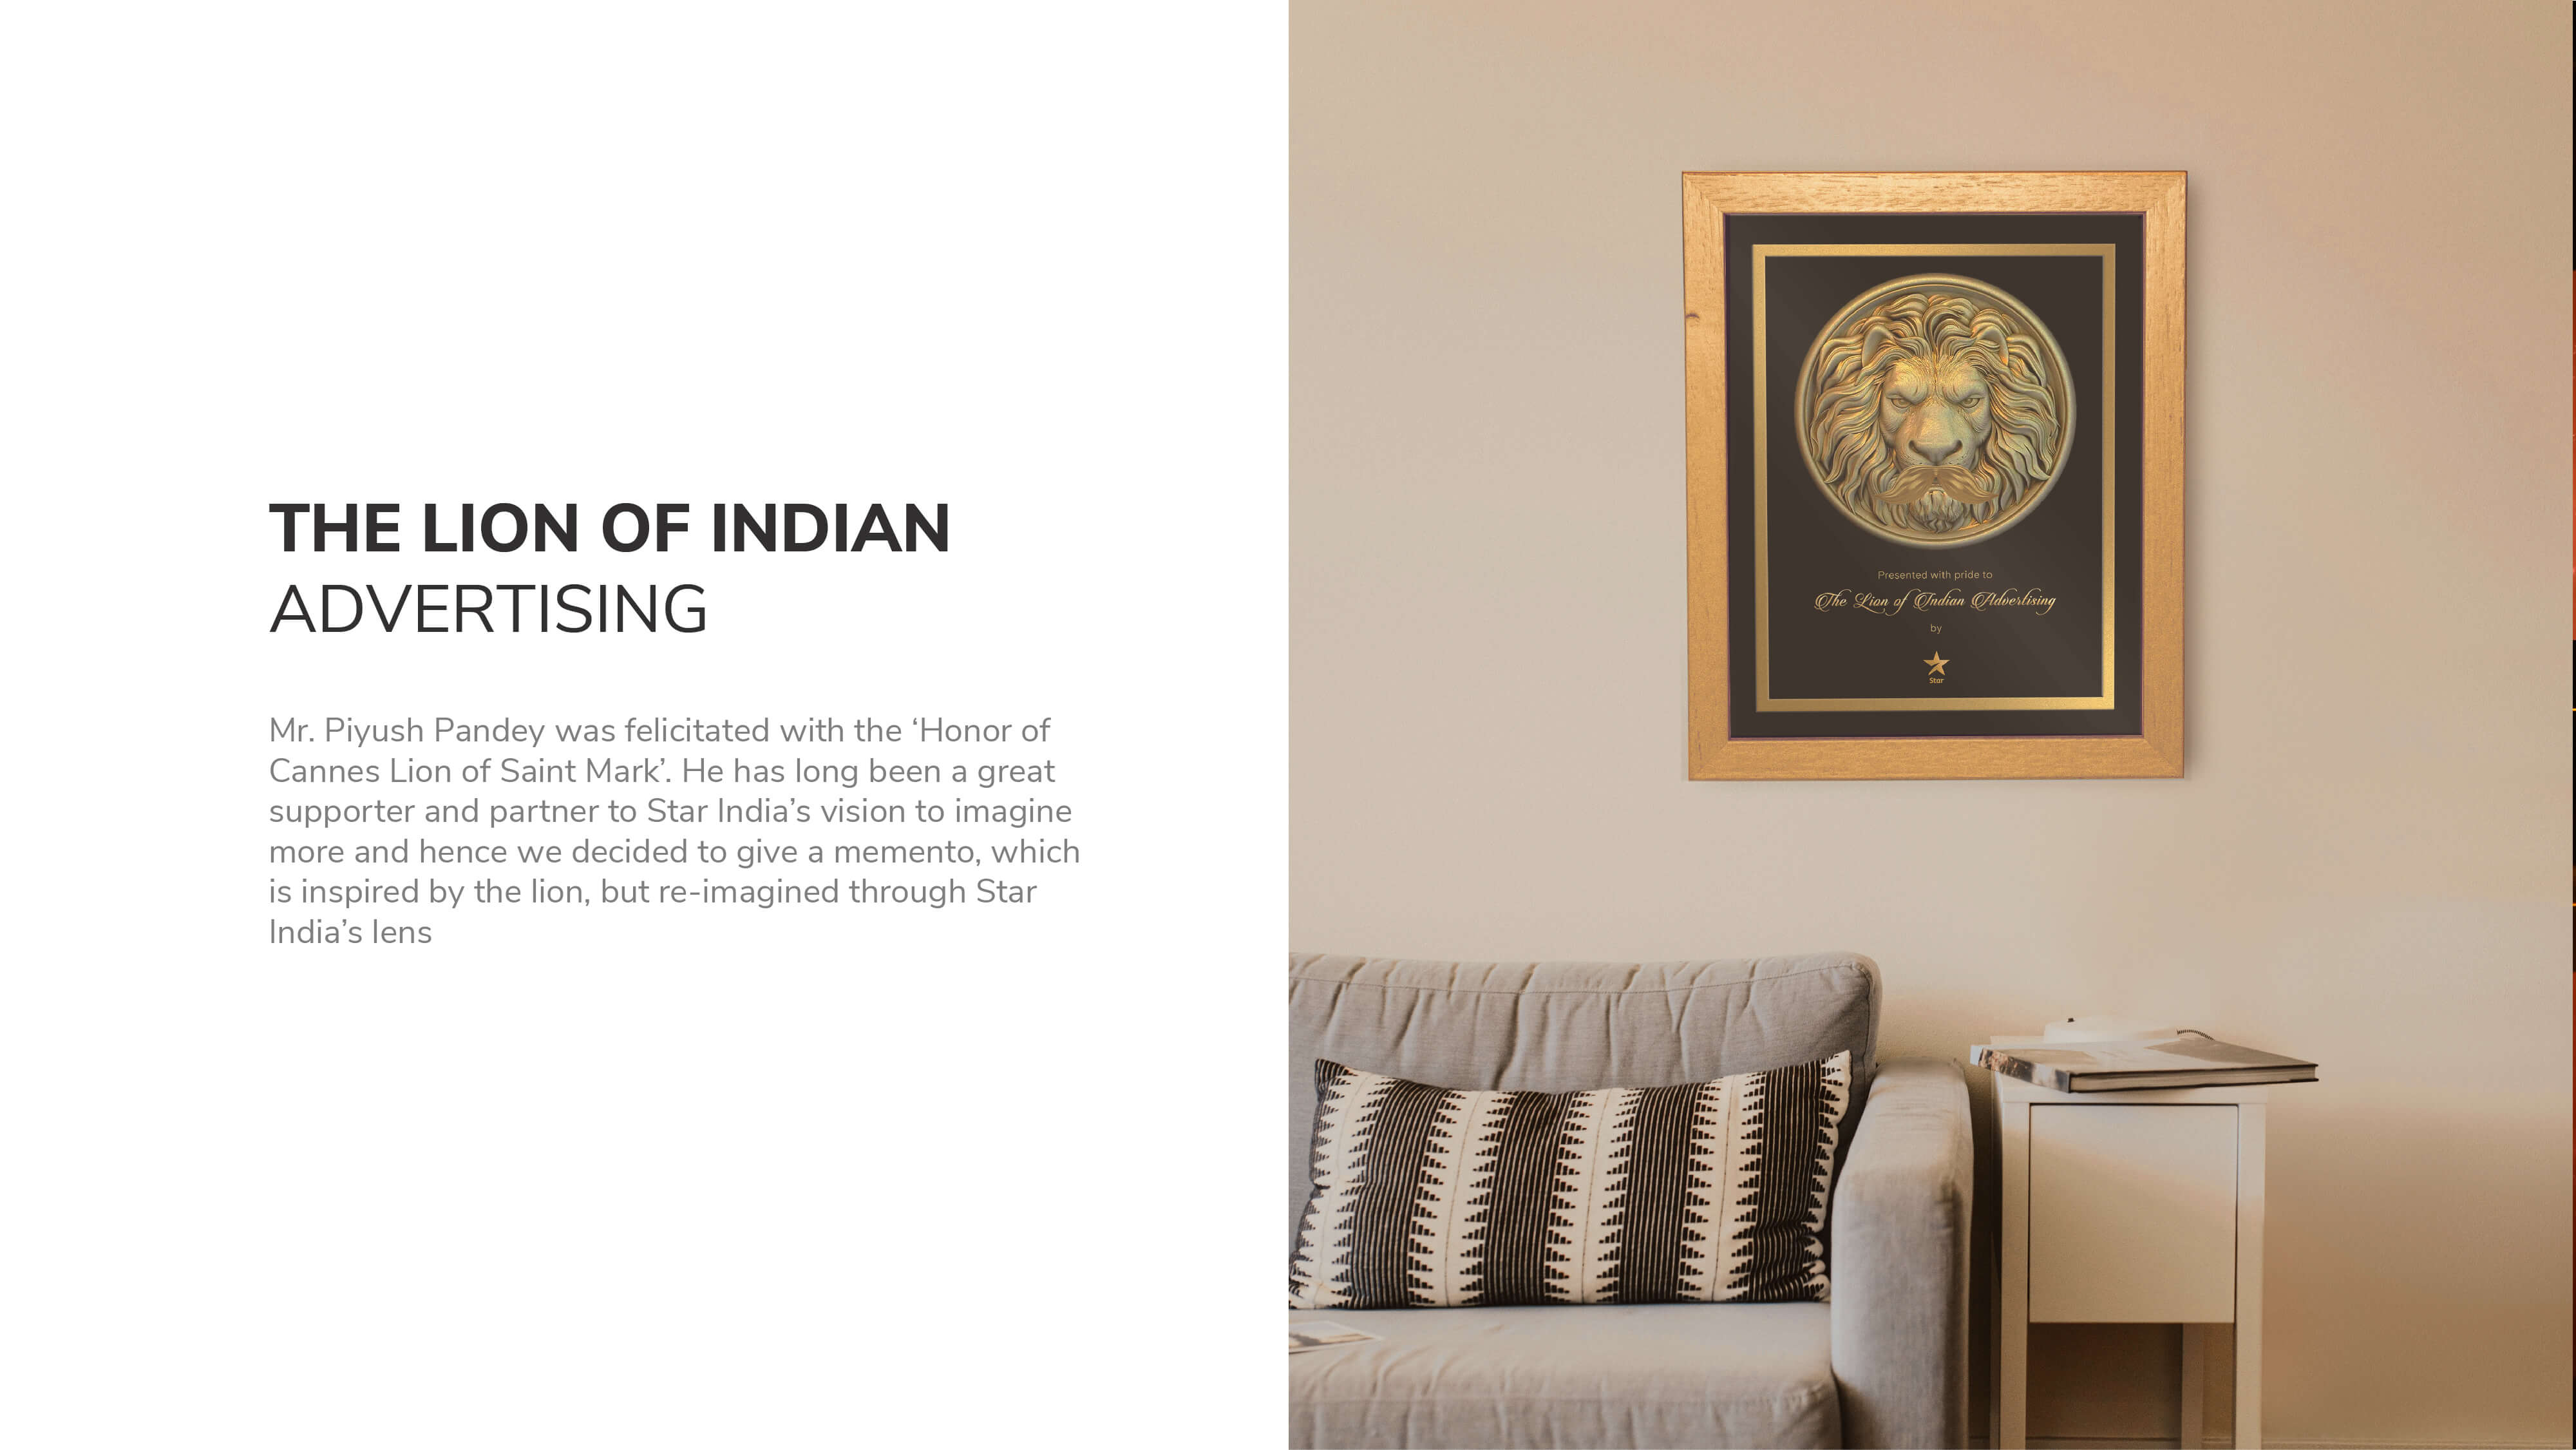 THE LION OF INDIAN
ADVERTISING
Mr. Piyush Pandey was felicitated with the ‘Honor of
Cannes Lion of Saint Mark’. He has long been a great
supporter and partner to Star India’s vision to imagine
more and hence we decided to give a memento, which
is inspired by the lion, but re-imagined through Star
India’s lens
Presented with pride to
The Lion of Indian Advertising
by
Star